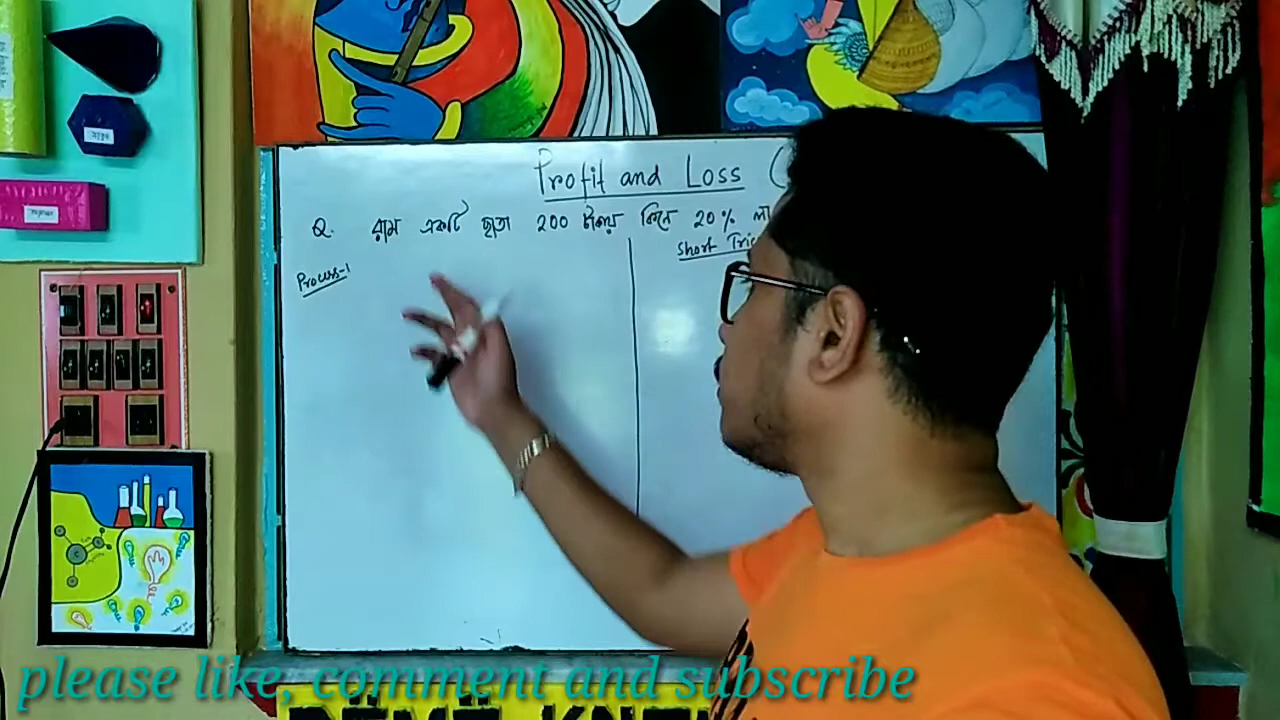 Profit and Loss (
Q. রাম একটি ছাতা 200 টাকায় কিনে 20% লা
Process-1
Short Tric
please like, comment and subscribe